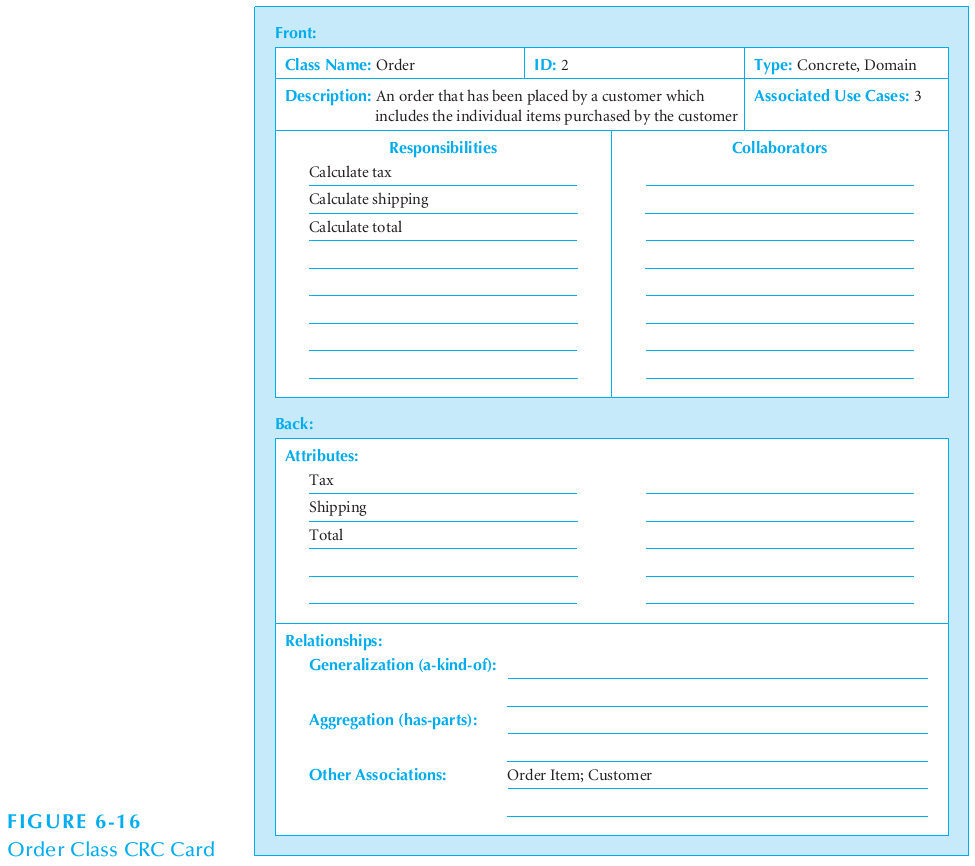 Front:
Class Name: Order
ID: 2
Type: Concrete, Domain
Description: An order that has been placed by a customer which
includes the individual items purchased by the customer
Associated Use Cases: 3
Responsibilities
Collaborators
Calculate tax
Calculate shipping
Calculate total
Back:
Attributes:
Tax
Shipping
Total
Relationships:
Generalization (a-kind-of):
Aggregation (has-parts):
Other Associations: Order Item; Customer
FIGURE 6-16
Order Class CRC Card